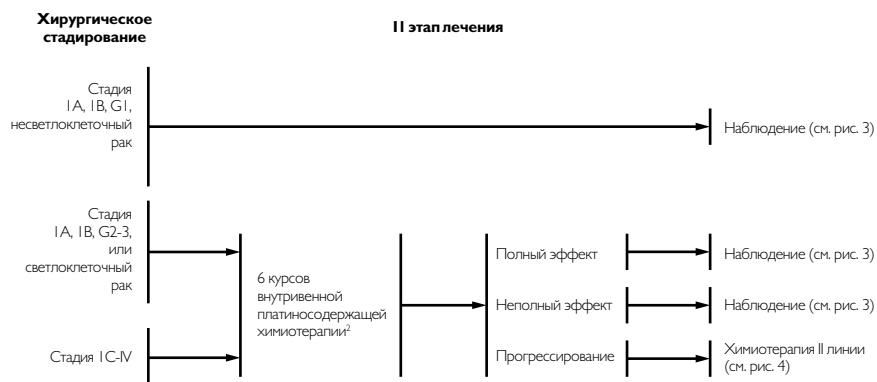 Хирургическое
стадирование
II этап лечения
Стадия
IA, IB, G1,
несветлоклеточный
рак
Наблюдение (см. рис. 3)
Стадия
IA, IB, G2-3,
или
светлоклеточный
рак
6 курсов
внутривенной
платиносодержащей
химиотерапии²
Полный эффект
Наблюдение (см. рис. 3)
Неполный эффект
Наблюдение (см. рис. 3)
Стадия IC-IV
Прогрессирование
Химиотерапия II линии
(см. рис. 4)